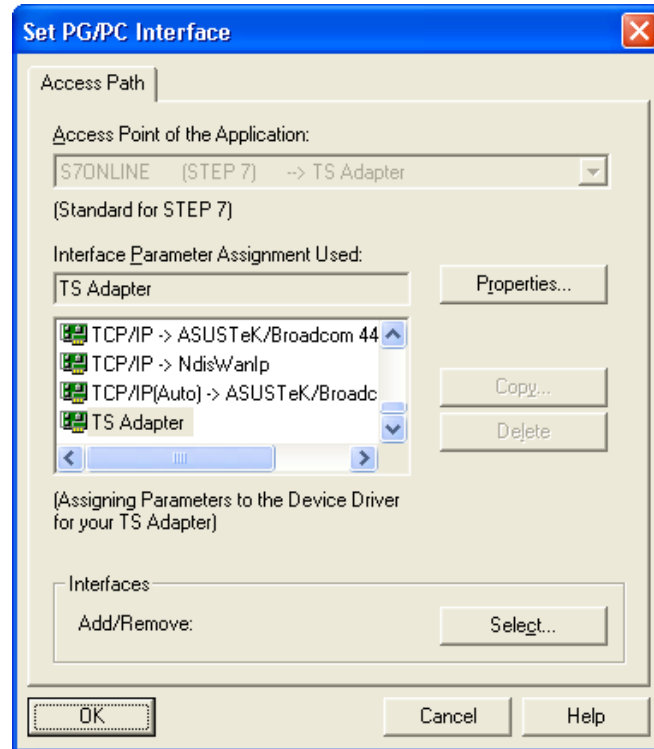 Set PG/PC Interface
Access Path
Access Point of the Application:
S7ONLINE (STEP 7) --> TS Adapter
(Standard for STEP 7)
Interface Parameter Assignment Used:
TS Adapter
Properties...
TCP/IP -> ASUSTeK/Broadcom 44
TCP/IP -> NdisWanIp
TCP/IP(Auto) -> ASUSTeK/Broadc
TS Adapter
Copy...
Delete
(Assigning Parameters to the Device Driver
for your TS Adapter)
Interfaces
Add/Remove:
Select...
OK
Cancel
Help